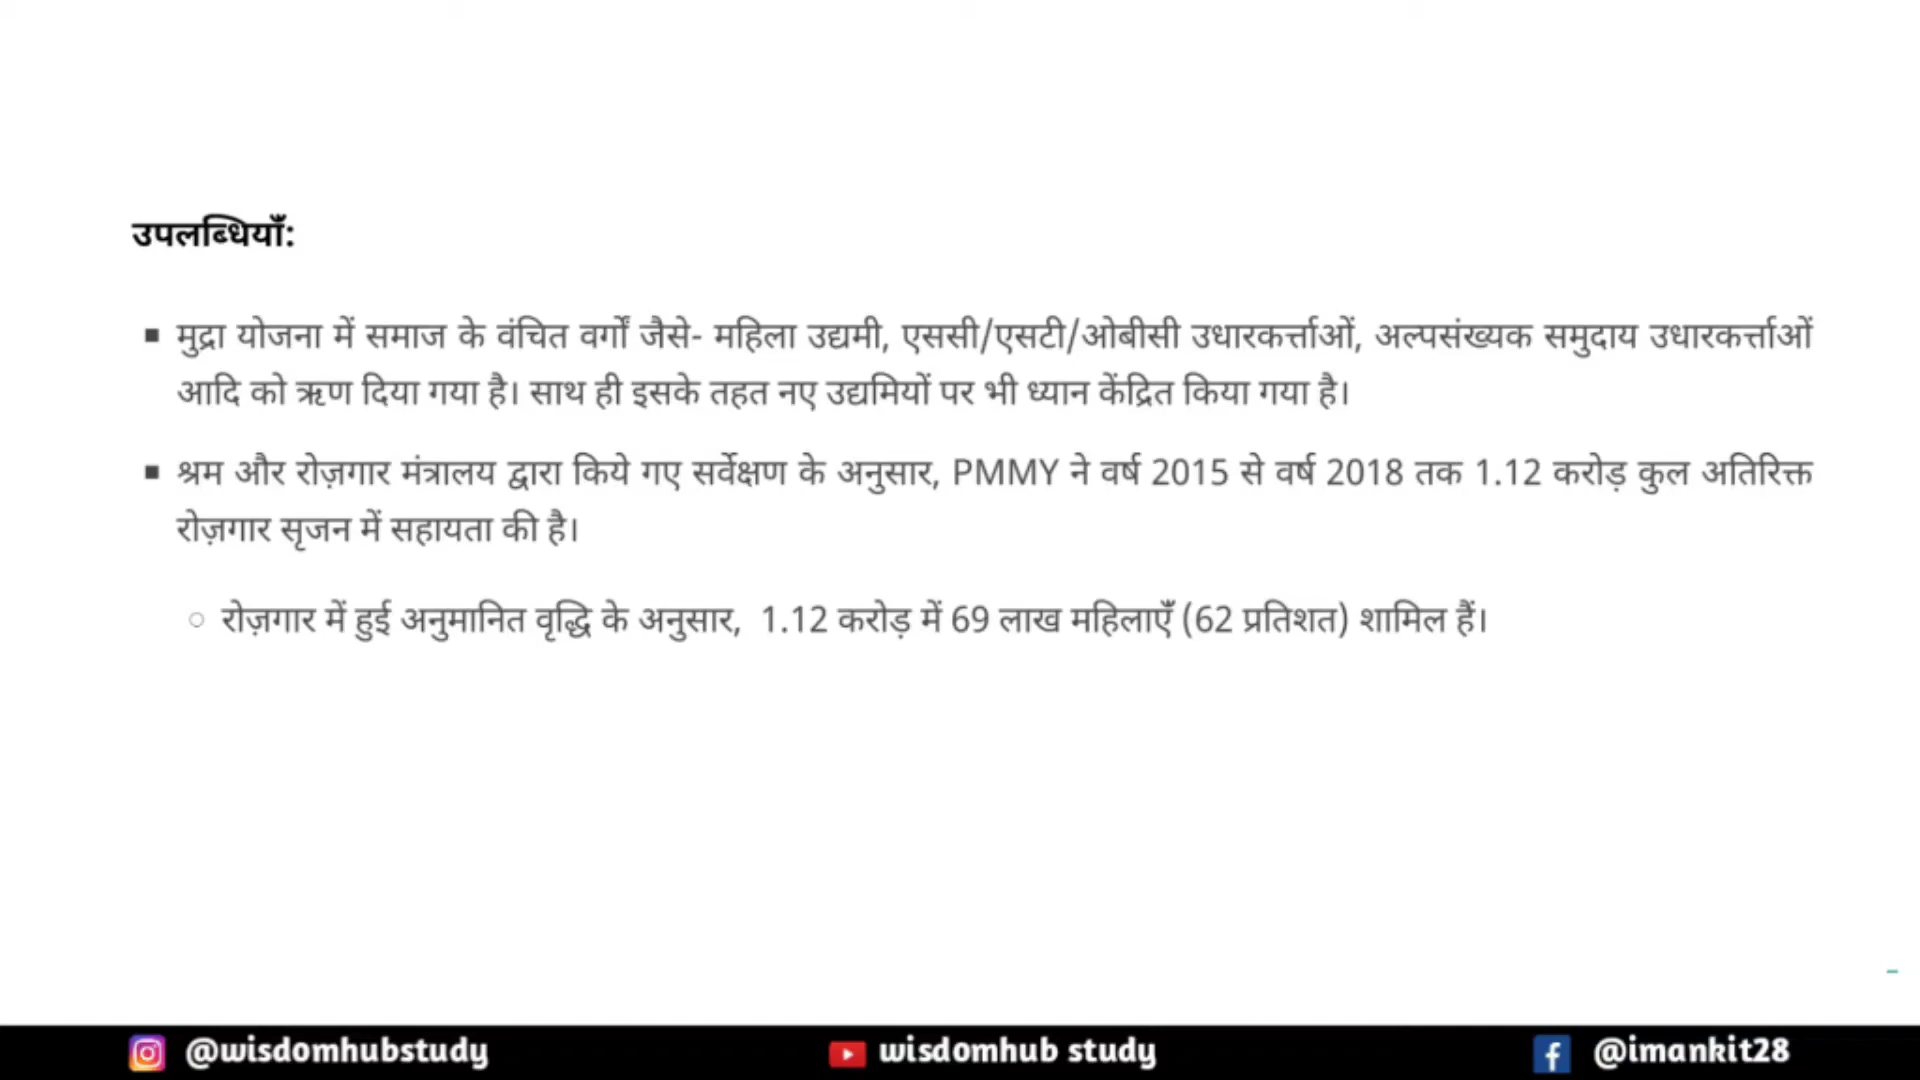 उपलब्धियाँ:
▪ मुद्रा योजना में समाज के वंचित वर्गों जैसे- महिला उद्यमी, एससी/एसटी/ओबीसी उधारकर्त्ताओं, अल्पसंख्यक समुदाय उधारकर्त्ताओं
आदि को ऋण दिया गया है। साथ ही इसके तहत नए उद्यमियों पर भी ध्यान केंद्रित किया गया है।
▪ श्रम और रोज़गार मंत्रालय द्वारा किये गए सर्वेक्षण के अनुसार, PMMY ने वर्ष 2015 से वर्ष 2018 तक 1.12 करोड़ कुल अतिरिक्त
रोज़गार सृजन में सहायता की है।
○ रोज़गार में हुई अनुमानित वृद्धि के अनुसार, 1.12 करोड़ में 69 लाख महिलाएँ (62 प्रतिशत) शामिल हैं।
@wisdomhubstudy
wisdomhub study
@imankit28